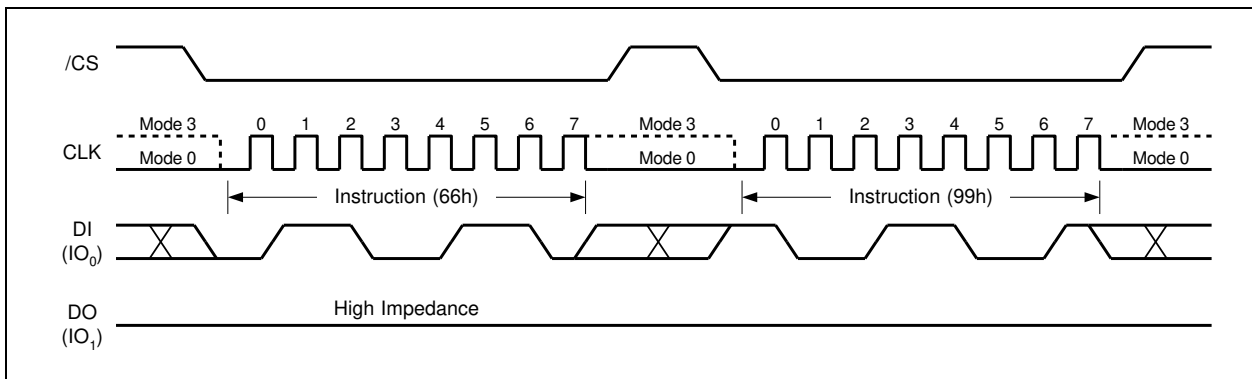 /CS
Mode 3 0 1 2 3 4 5 6 7 Mode 3 0 1 2 3 4 5 6 7 Mode 3
CLK
Mode 0 Mode 0 Mode 0
Instruction (66h) Instruction (99h)
DI
(IO0)
High Impedance
DO
(IO1)